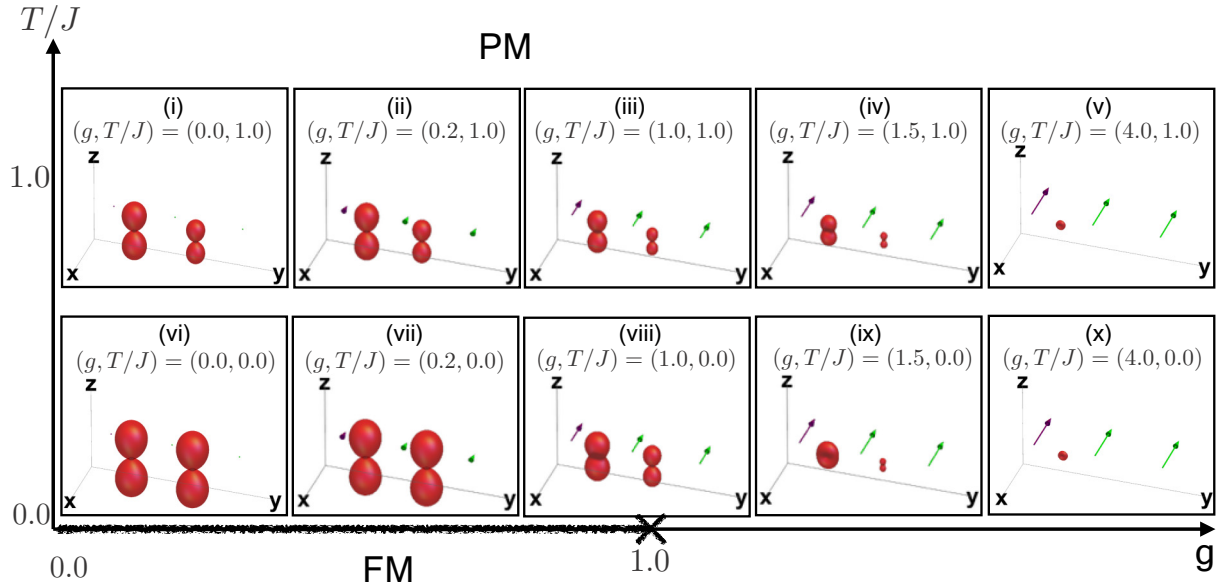 T/J
PM
(i)
(g, T/J) = (0.0, 1.0)
z
x
y
(ii)
(g, T/J) = (0.2, 1.0)
z
x
y
(iii)
(g, T/J) = (1.0, 1.0)
z
x
y
(iv)
(g, T/J) = (1.5, 1.0)
z
x
y
(v)
(g, T/J) = (4.0, 1.0)
z
x
y
1.0
(vi)
(g, T/J) = (0.0, 0.0)
z
x
y
(vii)
(g, T/J) = (0.2, 0.0)
z
x
y
(viii)
(g, T/J) = (1.0, 0.0)
z
x
y
(ix)
(g, T/J) = (1.5, 0.0)
z
x
y
(x)
(g, T/J) = (4.0, 0.0)
z
x
y
0.0
0.0
FM
1.0
g